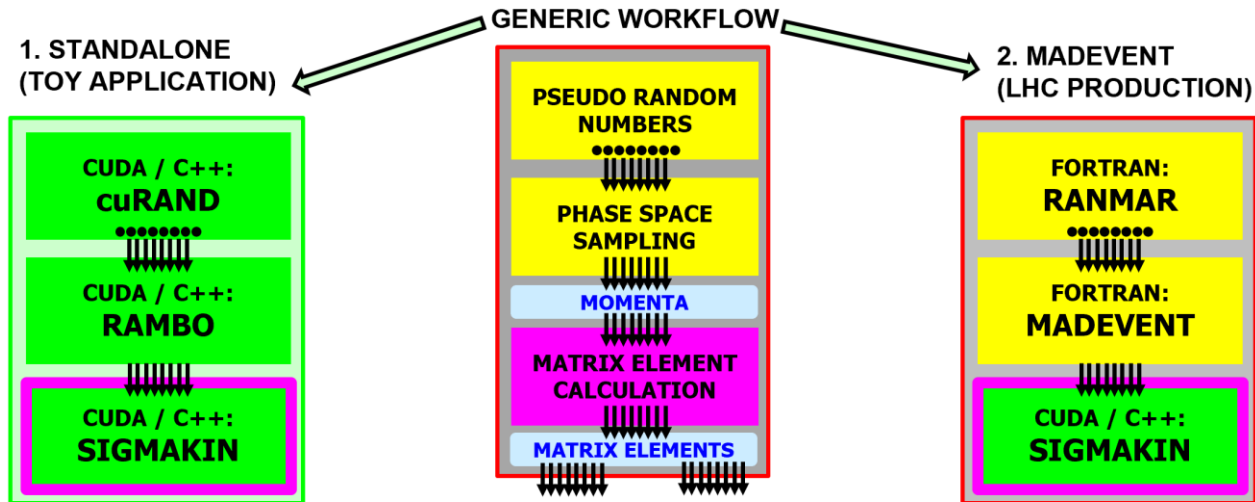 GENERIC WORKFLOW
1. STANDALONE
(TOY APPLICATION)
CUDA / C++:
cuRAND
CUDA / C++:
RAMBO
CUDA / C++:
SIGMAKIN
PSEUDO RANDOM
NUMBERS
PHASE SPACE
SAMPLING
MOMENTA
MATRIX ELEMENT
CALCULATION
MATRIX ELEMENTS
2. MADEVENT
(LHC PRODUCTION)
FORTRAN:
RANMAR
FORTRAN:
MADEVENT
CUDA / C++:
SIGMAKIN